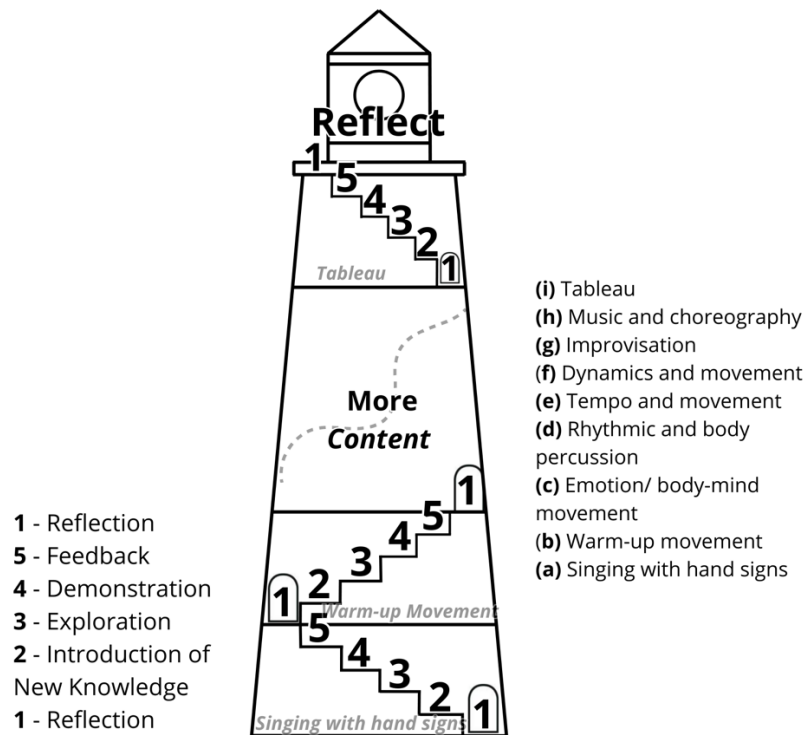 Reflect
1
5
4
3
2
1
Tableau
More
Content
1
5
4
3
2
1
Warm-up Movement
5
4
3
2
1
Singing with hand signs
1 - Reflection
5 - Feedback
4 - Demonstration
3 - Exploration
2 - Introduction of
New Knowledge
1 - Reflection
(i) Tableau
(h) Music and choreography
(g) Improvisation
(f) Dynamics and movement
(e) Tempo and movement
(d) Rhythmic and body
percussion
(c) Emotion/ body-mind
movement
(b) Warm-up movement
(a) Singing with hand signs